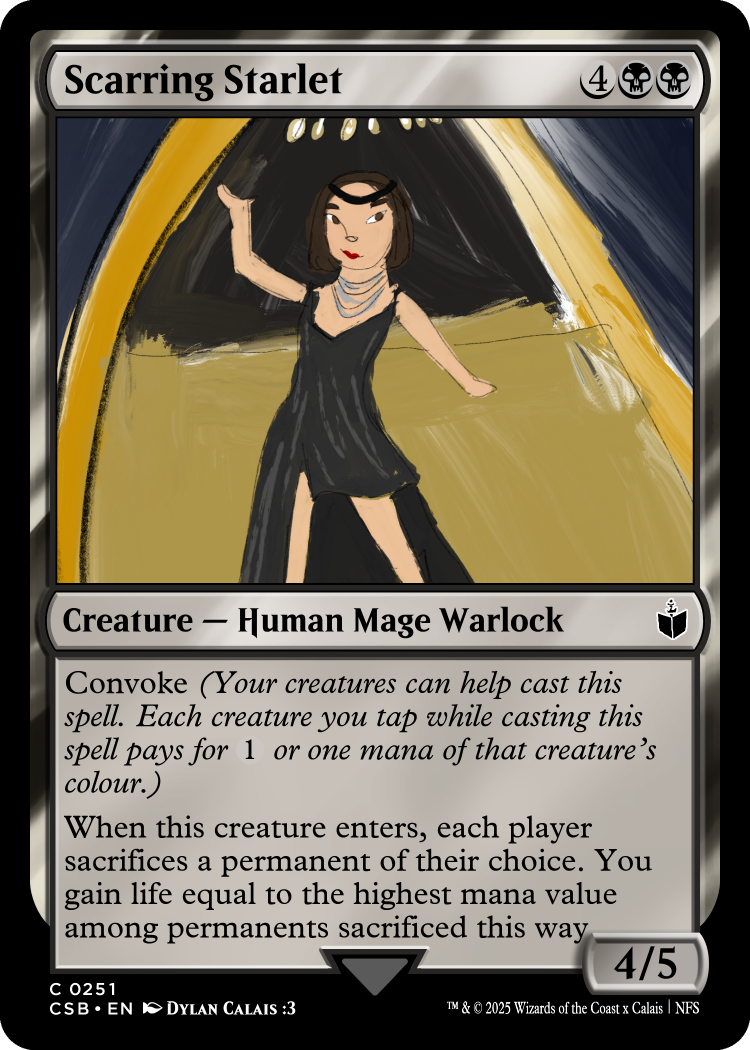 Scarring Starlet 4
Creature — Human Mage Warlock
Convoke (Your creatures can help cast this
spell. Each creature you tap while casting this
spell pays for 1 or one mana of that creature's
colour.)
When this creature enters, each player
sacrifices a permanent of their choice. You
gain life equal to the highest mana value
among permanents sacrificed this way
4/5
C 0251
CSB • EN DYLAN CALAIS :3
™ & © 2025 Wizards of the Coast x Calais | NFS